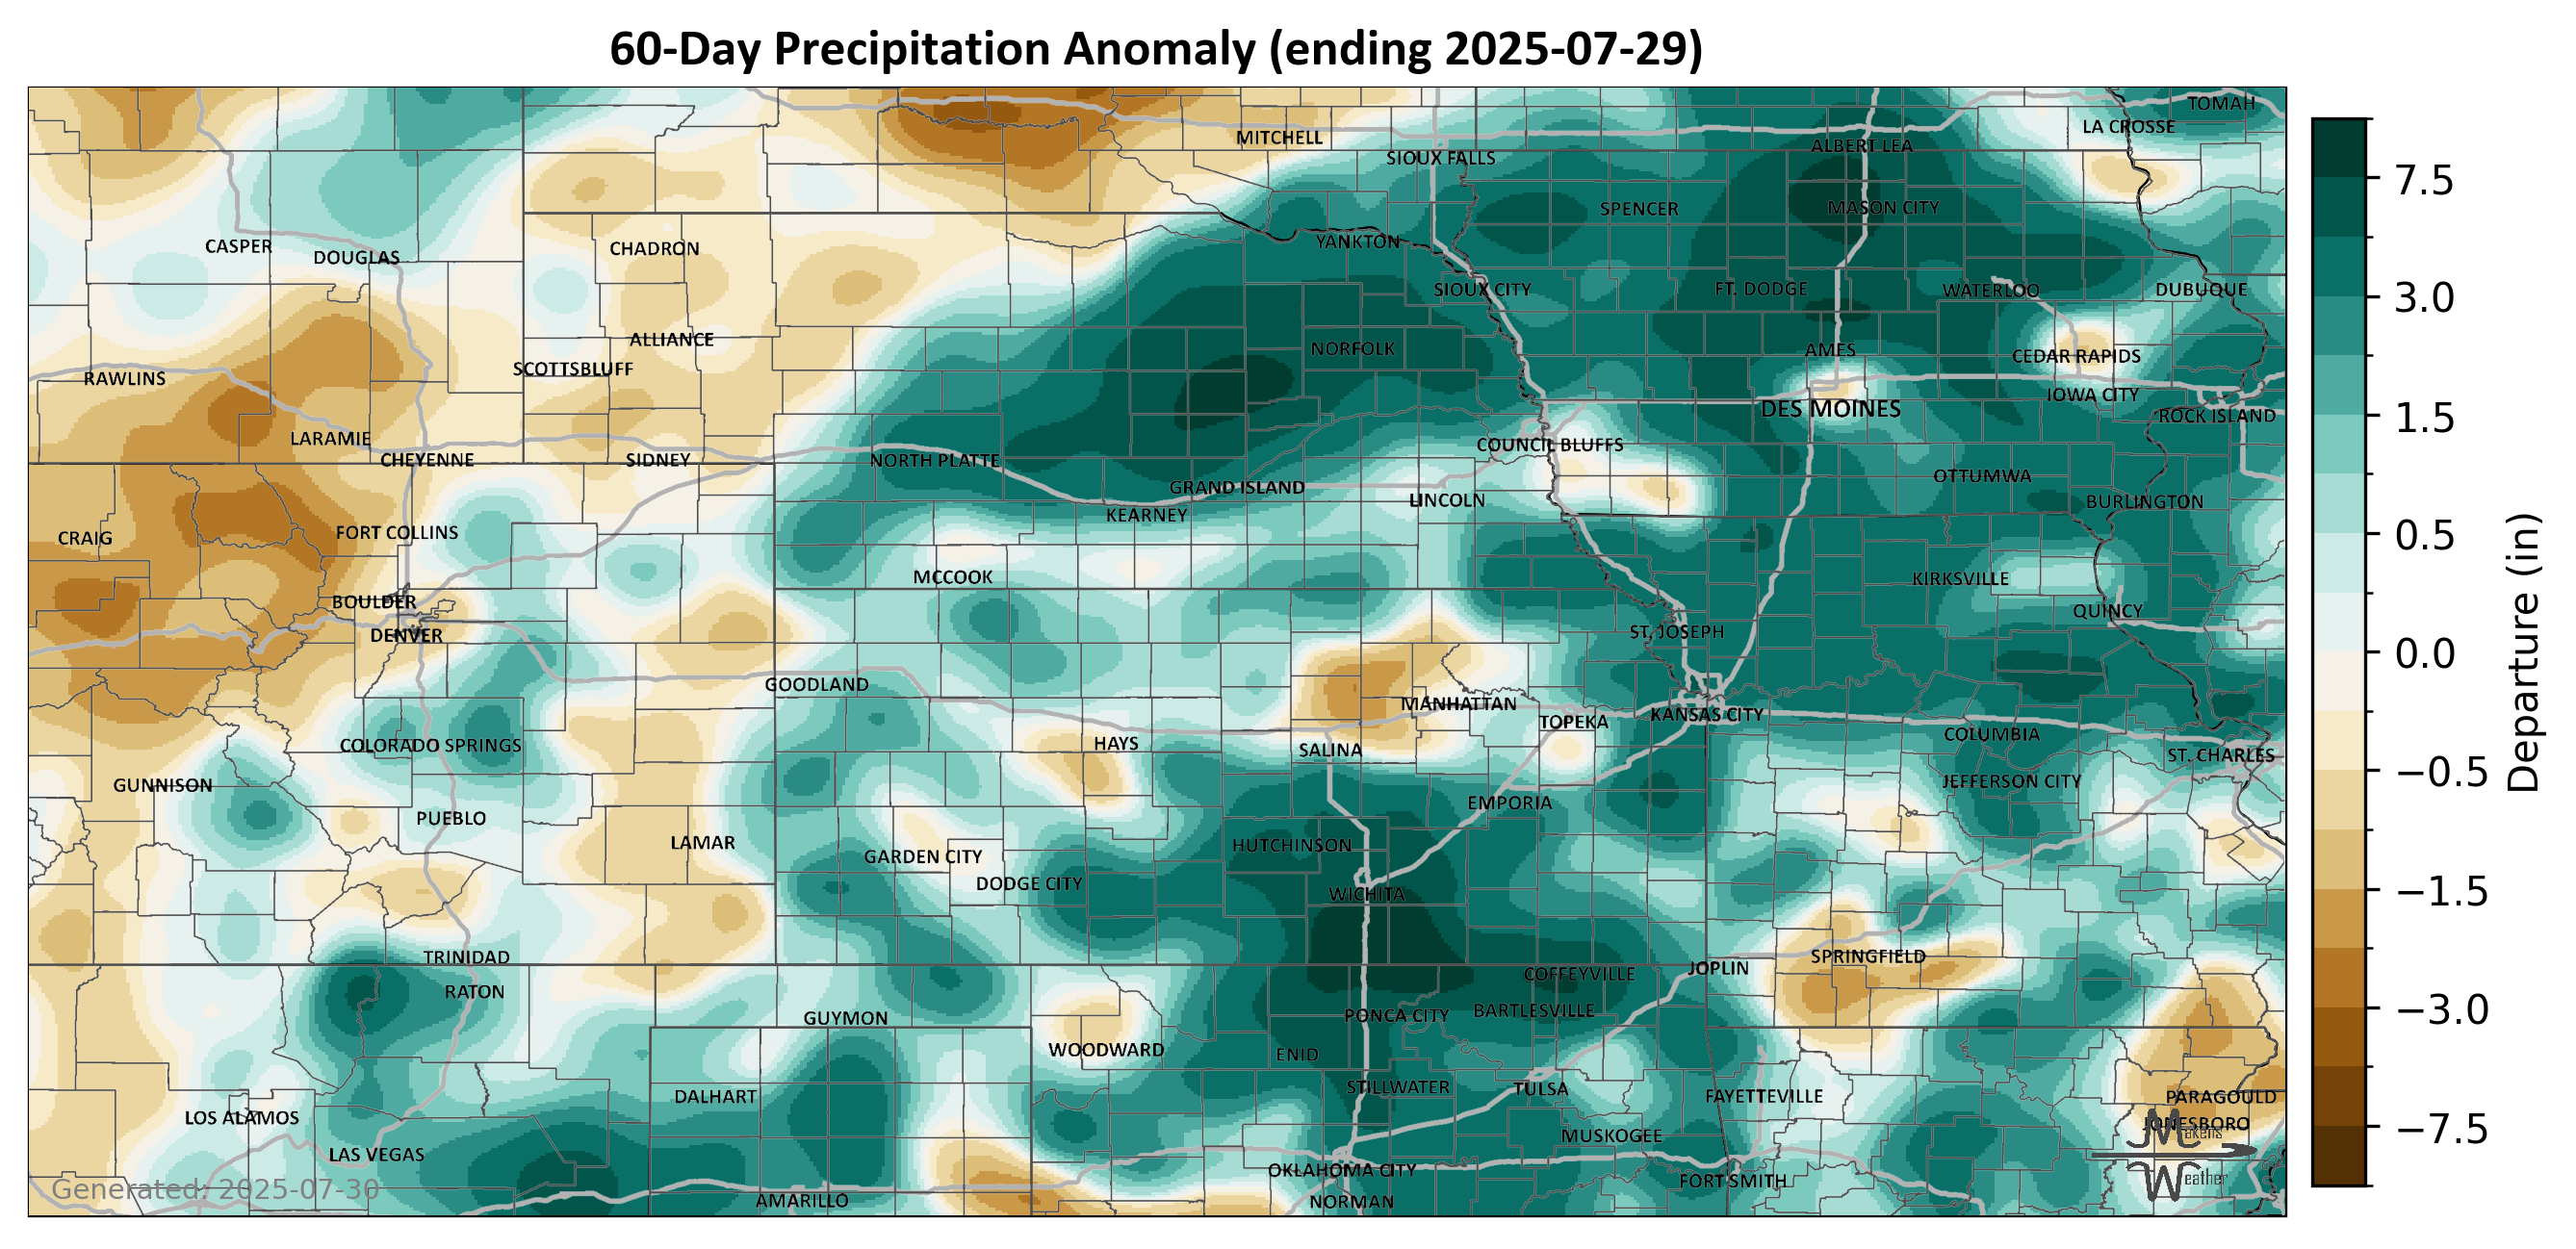 60-Day Precipitation Anomaly (ending 2025-07-29)
TOMAH
LA CROSSE
MITCHELL
ALBERT LEA
SIOUX FALLS
SPENCER
MASON CITY
YANKTON
CASPER
CHADRON
DOUGLAS
SIOUX CITY
FT. DODGE
WATERLOO
DUBUQUE
ALLIANCE
NORFOLK
AMES
CEDAR RAPIDS
SCOTTSBLUFF
RAWLINS
IOWA CITY
DES MOINES
ROCK ISLAND
LARAMIE
COUNCIL BLUFFS
CHEYENNE
SIDNEY
NORTH PLATTE
OTTUMWA
GRAND ISLAND
LINCOLN
BURLINGTON
KEARNEY
FORT COLLINS
CRAIG
MCCOOK
KIRKSVILLE
BOULDER
QUINCY
DENVER
ST. JOSEPH
GOODLAND
MANHATTAN
TOPEKA
KANSAS CITY
COLUMBIA
COLORADO SPRINGS
HAYS
SALINA
ST. CHARLES
GUNNISON
JEFFERSON CITY
EMPORIA
PUEBLO
LAMAR
HUTCHINSON
GARDEN CITY
DODGE CITY
WICHITA
TRINIDAD
SPRINGFIELD
JOPLIN
COFFEYVILLE
RATON
BARTLESVILLE
GUYMON
PONCA CITY
WOODWARD
ENID
STILLWATER
TULSA
DALHART
FAYETTEVILLE
PARAGOULD
LOS ALAMOS
JONESBORO
MUSKOGEE
LAS VEGAS
OKLAHOMA CITY
FORT SMITH
AMARILLO
NORMAN
Generated: 2025-07-30
Makens
Weather
7.5
3.0
1.5
0.5
0.0
−0.5
−1.5
−3.0
−7.5
Departure (in)